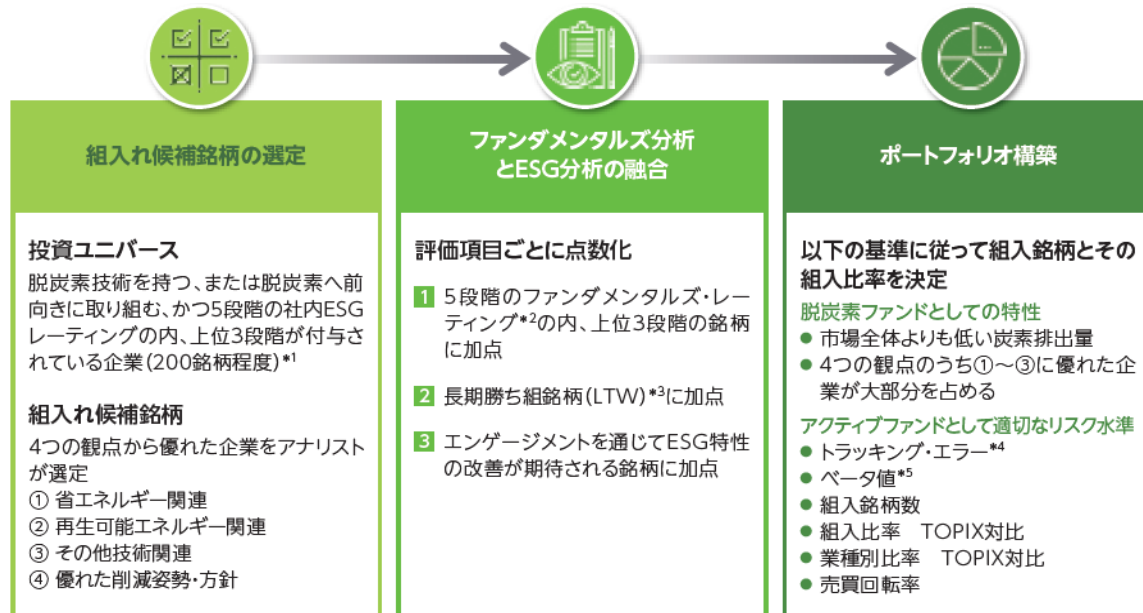 組入れ候補銘柄の選定
投資ユニバース
脱炭素技術を持つ、または脱炭素へ前
向きに取り組む、かつ5段階の社内ESG
レーティングの内、上位3段階が付与さ
れている企業(200銘柄程度)*1
組入れ候補銘柄
4つの観点から優れた企業をアナリスト
が選定
① 省エネルギー関連
② 再生可能エネルギー関連
③ その他技術関連
④ 優れた削減姿勢・方針
ファンダメンタルズ分析
とESG分析の融合
評価項目ごとに点数化
1 5段階のファンダメンタルズ・レー
ティング*2の内、上位3段階の銘柄
に加点
2 長期勝ち組銘柄(LTW)*3に加点
3 エンゲージメントを通じてESG特性
の改善が期待される銘柄に加点
ポートフォリオ構築
以下の基準に従って組入銘柄とその
組入比率を決定
脱炭素ファンドとしての特性
● 市場全体よりも低い炭素排出量
● 4つの観点のうち①～③に優れた企
業が大部分を占める
アクティブファンドとして適切なリスク水準
● トラッキング・エラー*4
● ベータ値*5
● 組入銘柄数
● 組入比率 TOPIX対比
● 業種別比率 TOPIX対比
● 売買回転率